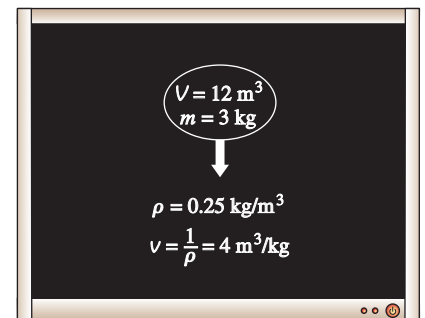 V = 12 m³
m = 3 kg
ρ = 0.25 kg/m³
v = 1/ρ = 4 m³/kg